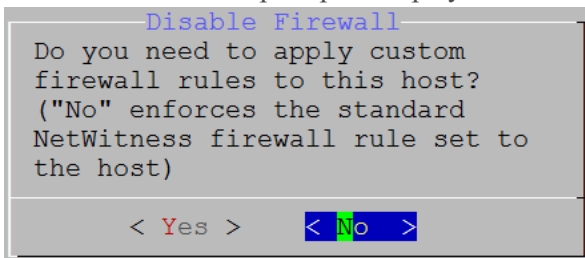 Disable Firewall
Do you need to apply custom
firewall rules to this host?
("No" enforces the standard
NetWitness firewall rule set to
the host)
< Yes > < No >